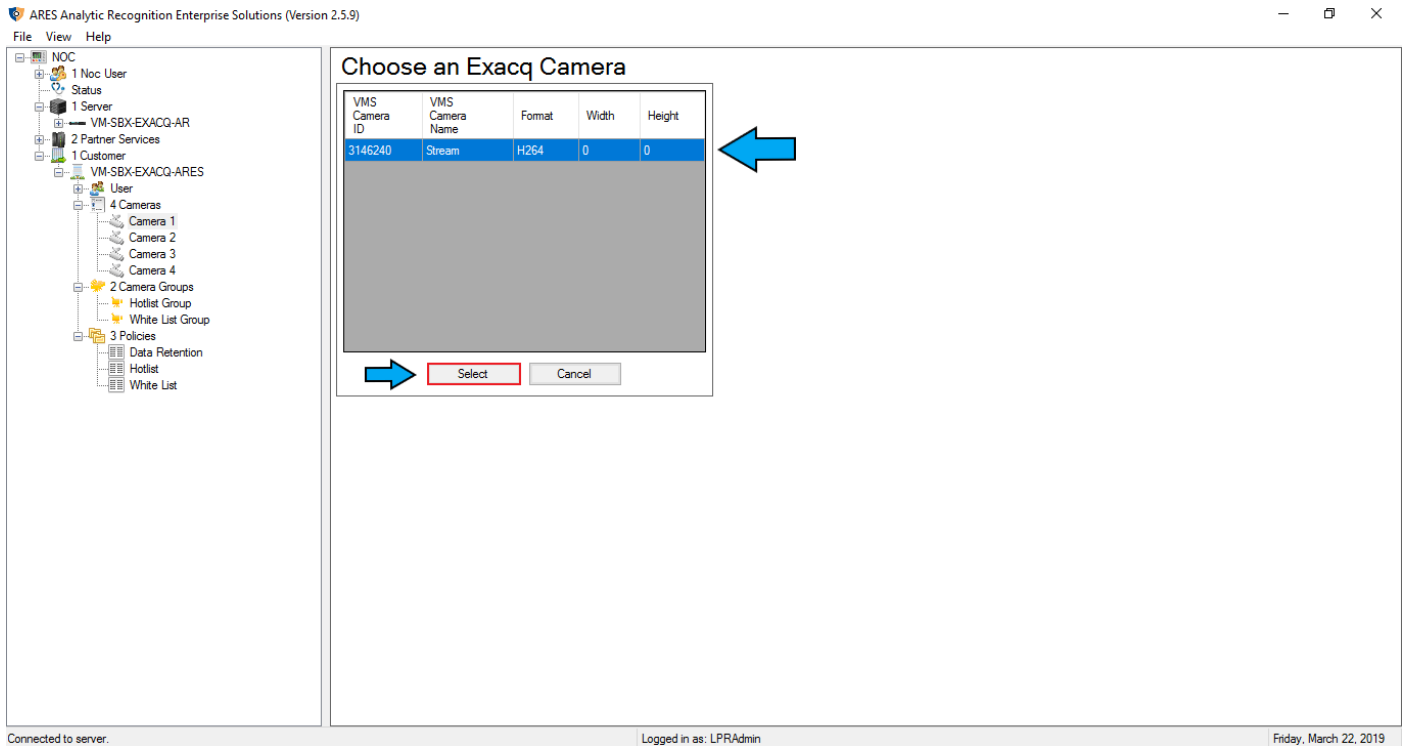 ARES Analytic Recognition Enterprise Solutions (Version 2.5.9)
File View Help
NOC
1 Noc User
Status
1 Server
VM-SBX-EXACQ-AR
2 Partner Services
1 Customer
VM-SBX-EXACQ-ARES
User
4 Cameras
Camera 1
Camera 2
Camera 3
Camera 4
2 Camera Groups
Hotlist Group
White List Group
3 Policies
Data Retention
Hotlist
White List
Choose an Exacq Camera
VMS Camera ID VMS Camera Name Format Width Height
3146240 Stream H264 0 0
Select Cancel
Connected to server. Logged in as: LPRAdmin Friday, March 22, 2019